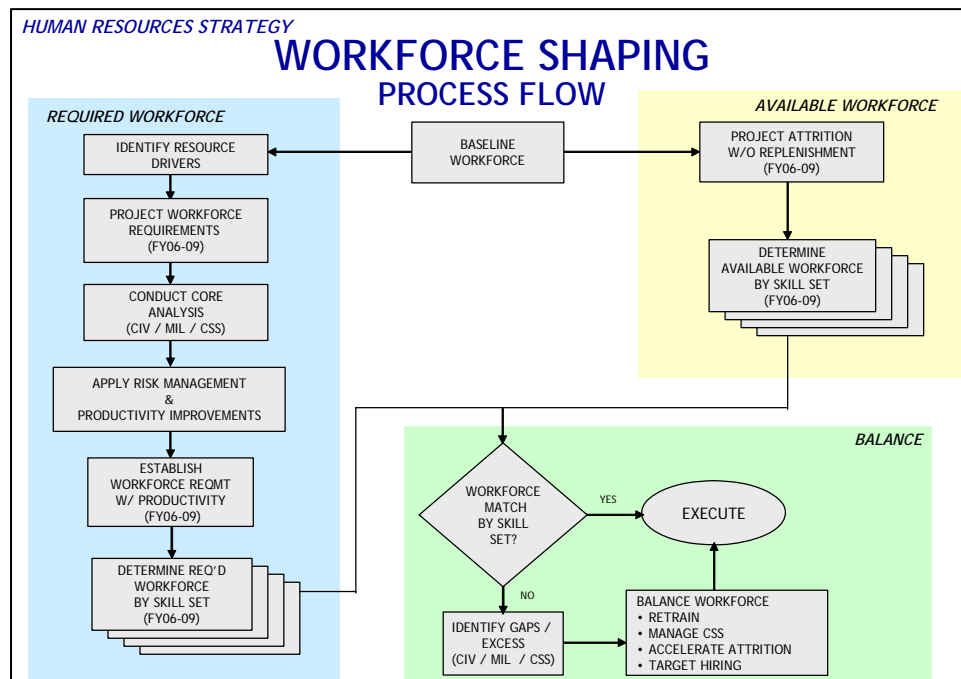 HUMAN RESOURCES STRATEGY
WORKFORCE SHAPING
PROCESS FLOW
REQUIRED WORKFORCE
IDENTIFY RESOURCE
DRIVERS
PROJECT WORKFORCE
REQUIREMENTS
(FY06-09)
CONDUCT CORE
ANALYSIS
(CIV / MIL / CSS)
APPLY RISK MANAGEMENT
&
PRODUCTIVITY IMPROVEMENTS
ESTABLISH
WORKFORCE REQMT
W/ PRODUCTIVITY
(FY06-09)
DETERMINE REQ'D
WORKFORCE
BY SKILL SET
(FY06-09)
BASELINE
WORKFORCE
AVAILABLE WORKFORCE
PROJECT ATTRITION
W/O REPLENISHMENT
(FY06-09)
DETERMINE
AVAILABLE WORKFORCE
BY SKILL SET
(FY06-09)
BALANCE
WORKFORCE
MATCH
BY SKILL
SET?
YES
EXECUTE
NO
IDENTIFY GAPS /
EXCESS
(CIV / MIL / CSS)
BALANCE WORKFORCE
• RETRAIN
• MANAGE CSS
• ACCELERATE ATTRITION
• TARGET HIRING